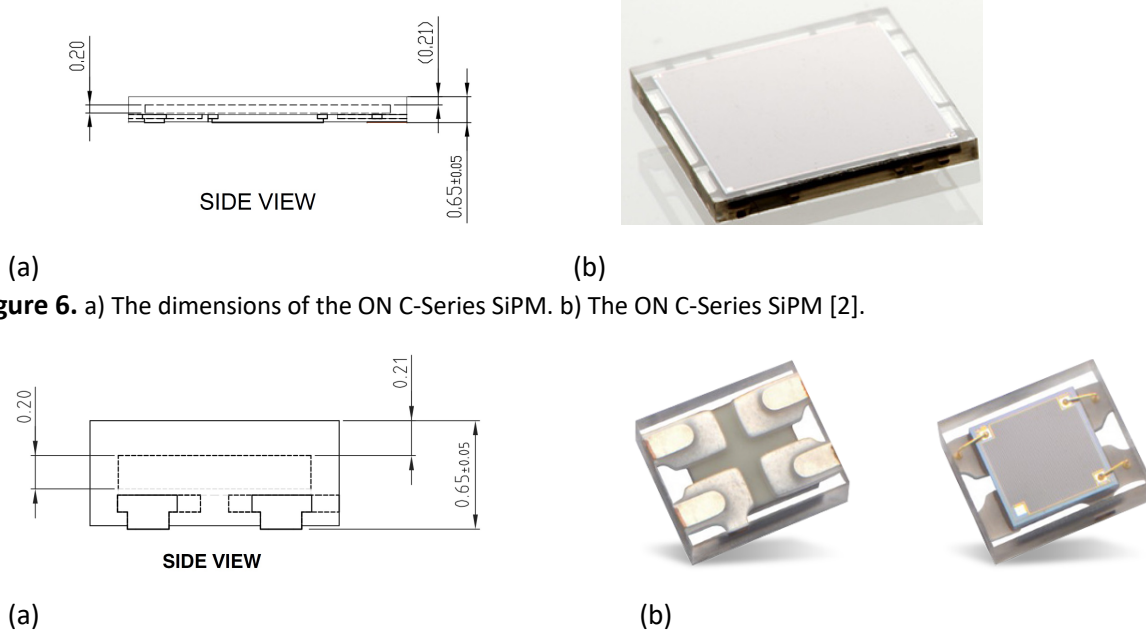 0.20
(0.21)
0.65±0.05
SIDE VIEW
(a)
(b)
gure 6. a) The dimensions of the ON C-Series SiPM. b) The ON C-Series SiPM [2].
0.20
0.21
0.65±0.05
SIDE VIEW
(a)
(b)